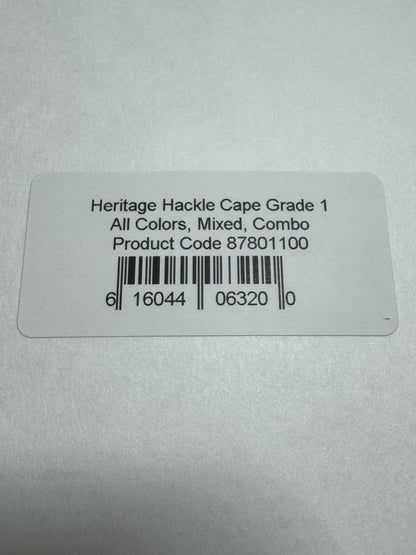 Heritage Hackle Cape Grade 1
All Colors, Mixed, Combo
Product Code 87801100
6 16044 06320 0